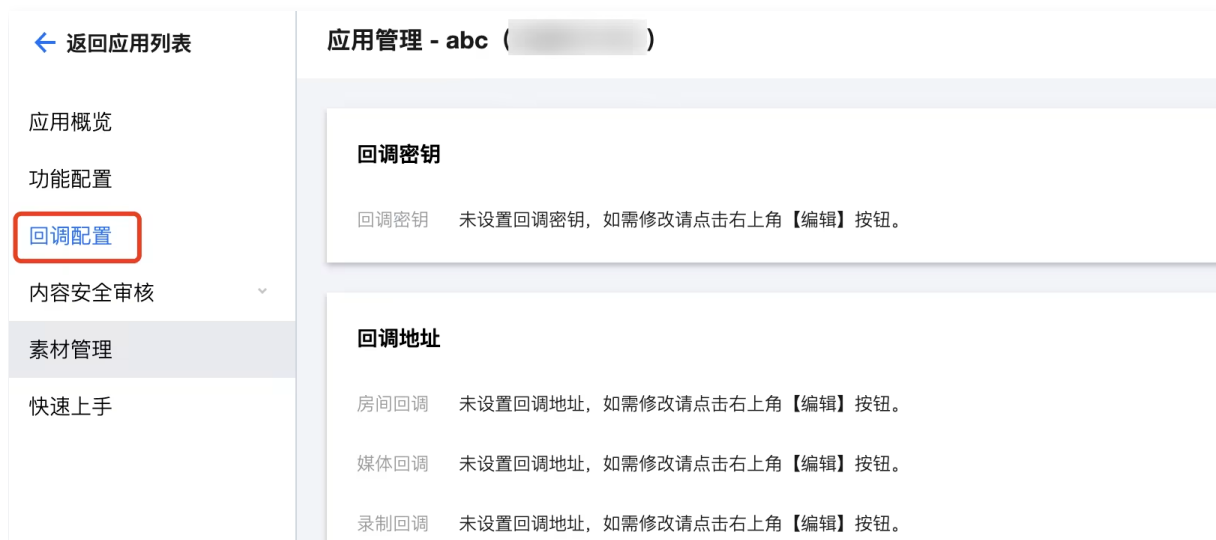 返回应用列表
应用管理 - abc（ ）
应用概览
功能配置
回调配置
内容安全审核
素材管理
快速上手
回调密钥
回调密钥 未设置回调密钥，如需修改请点击右上角【编辑】按钮。
回调地址
房间回调 未设置回调地址，如需修改请点击右上角【编辑】按钮。
媒体回调 未设置回调地址，如需修改请点击右上角【编辑】按钮。
录制回调 未设置回调地址，如需修改请点击右上角【编辑】按钮。